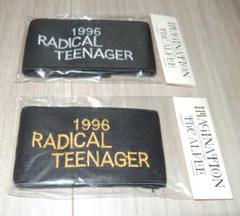 1996
RADICAL
TEENAGER
IMAGINATION
THE ALFEE
1996
RADICAL
TEENAGER
IMAGINATION
THE ALFEE